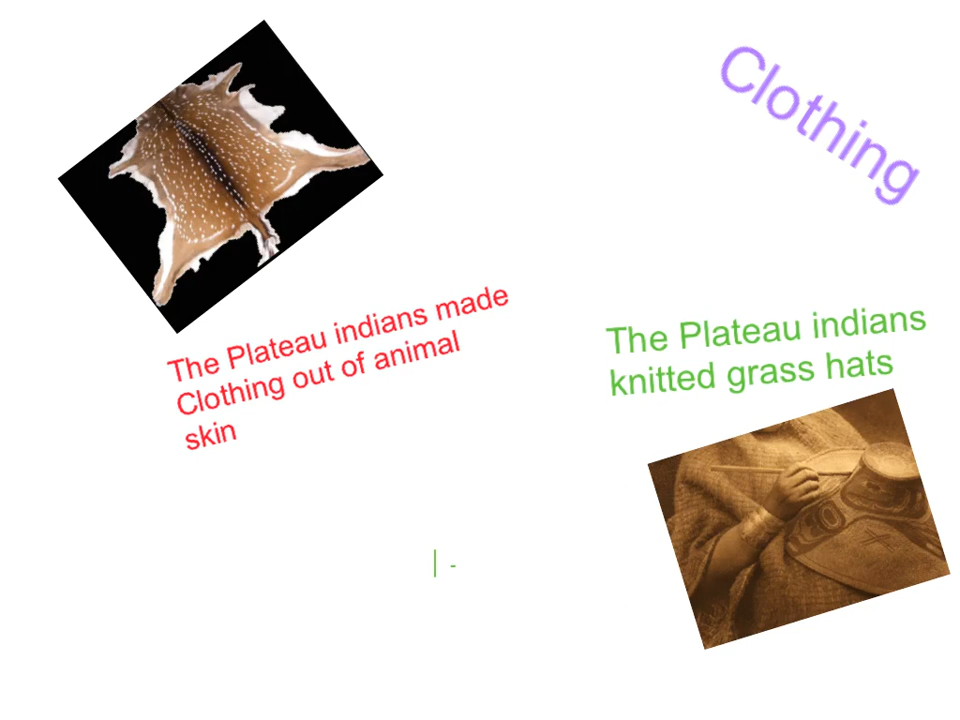 Clothing
The Plateau indians made
Clothing out of animal
skin
The Plateau indians
knitted grass hats
| -